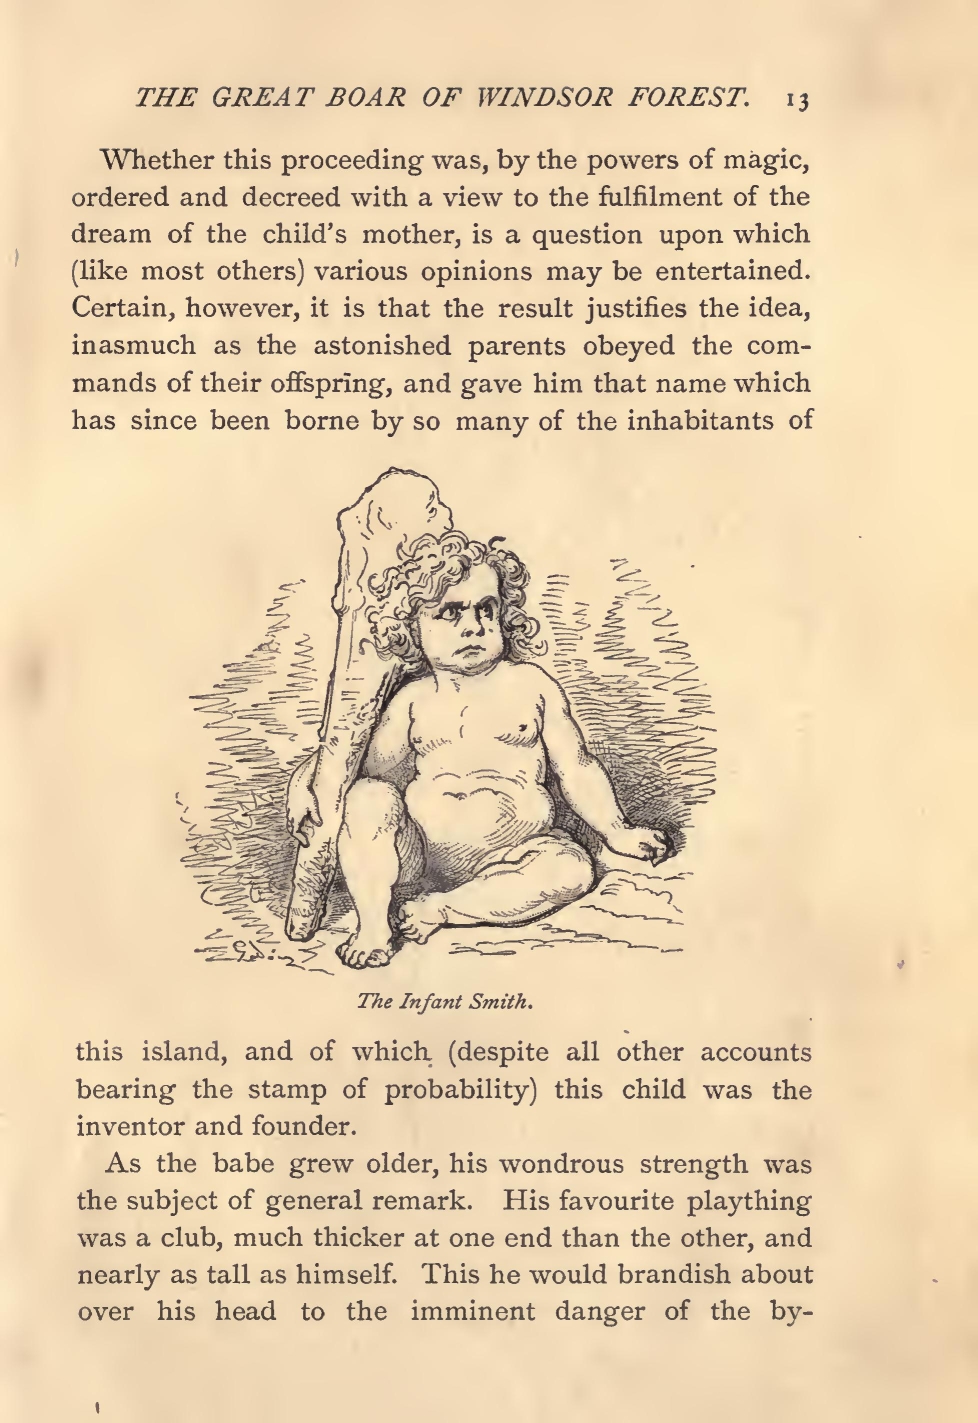 THE GREAT BOAR OF WINDSOR FOREST. 13
Whether this proceeding was, by the powers of magic,
ordered and decreed with a view to the fulfilment of the
dream of the child's mother, is a question upon which
(like most others) various opinions may be entertained.
Certain, however, it is that the result justifies the idea,
inasmuch as the astonished parents obeyed the com-
mands of their offspring, and gave him that name which
has since been borne by so many of the inhabitants of
The Infant Smith.
this island, and of which (despite all other accounts
bearing the stamp of probability) this child was the
inventor and founder.
As the babe grew older, his wondrous strength was
the subject of general remark. His favourite plaything
was a club, much thicker at one end than the other, and
nearly as tall as himself. This he would brandish about
over his head to the imminent danger of the by-